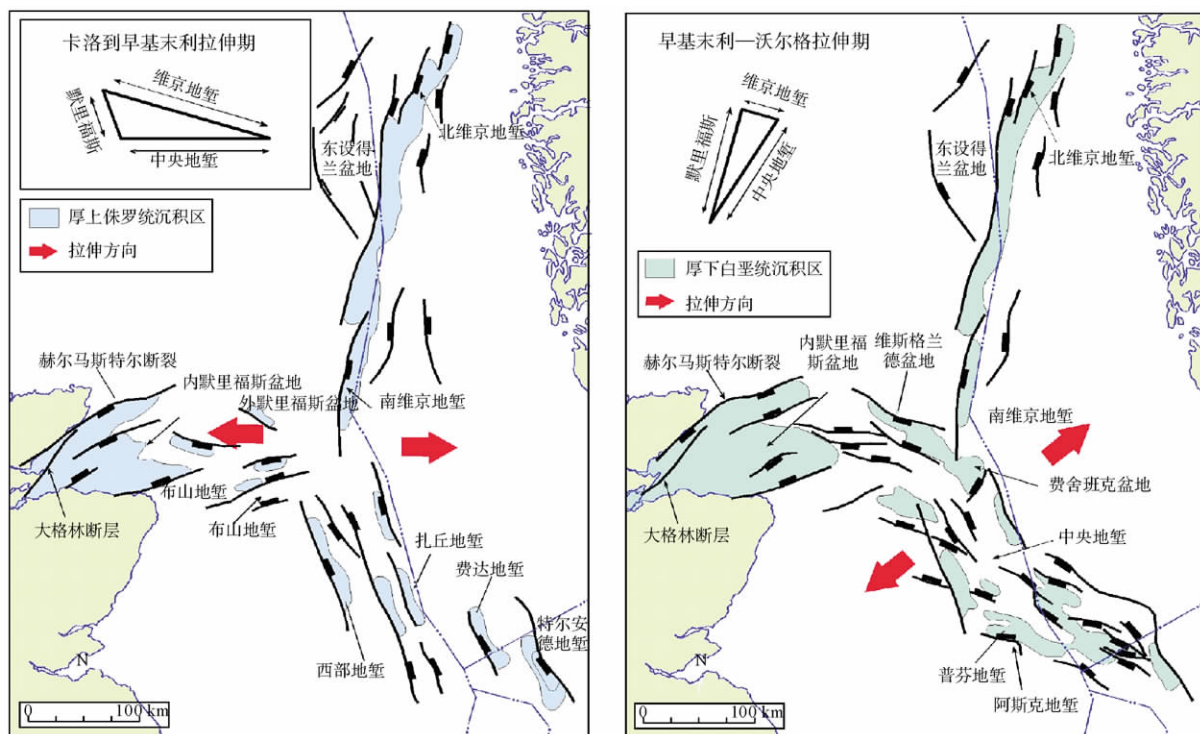 卡洛到早基末利拉伸期
维京地堑
默里福斯
中央地堑
厚上侏罗统沉积区
拉伸方向
东设得
兰盆地
北维京地堑
赫尔马斯特尔断裂
内默里福斯盆地
外默里福斯盆地
南维京地堑
布山地堑
布山地堑
大格林断层
扎丘地堑
费达地堑
特尔安
德地堑
西部地堑
N
0
100 km
早基末利—沃尔格拉伸期
维京地堑
默里福斯
中央地堑
东设得
兰盆地
北维京地堑
厚下白垩统沉积区
拉伸方向
赫尔马斯特尔断裂
内默里福
斯盆地
维斯格兰
德盆地
南维京地堑
费舍班克盆地
大格林断层
中央地堑
普芬地堑
阿斯克地堑
N
0
100 km